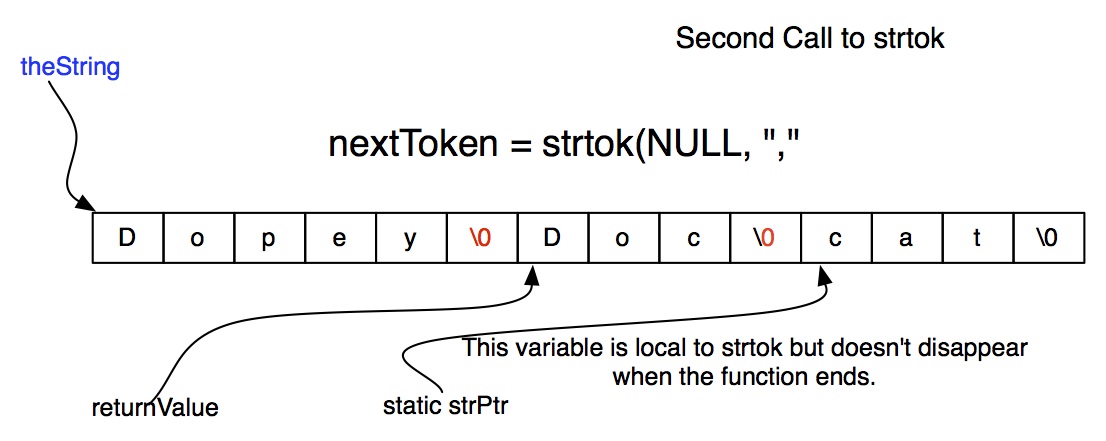 Second Call to strtok
theString
nextToken = strtok(NULL, ","
D o p e y \0 D o c \0 c a t \0
This variable is local to strtok but doesn't disappear
when the function ends.
returnValue
static strPtr